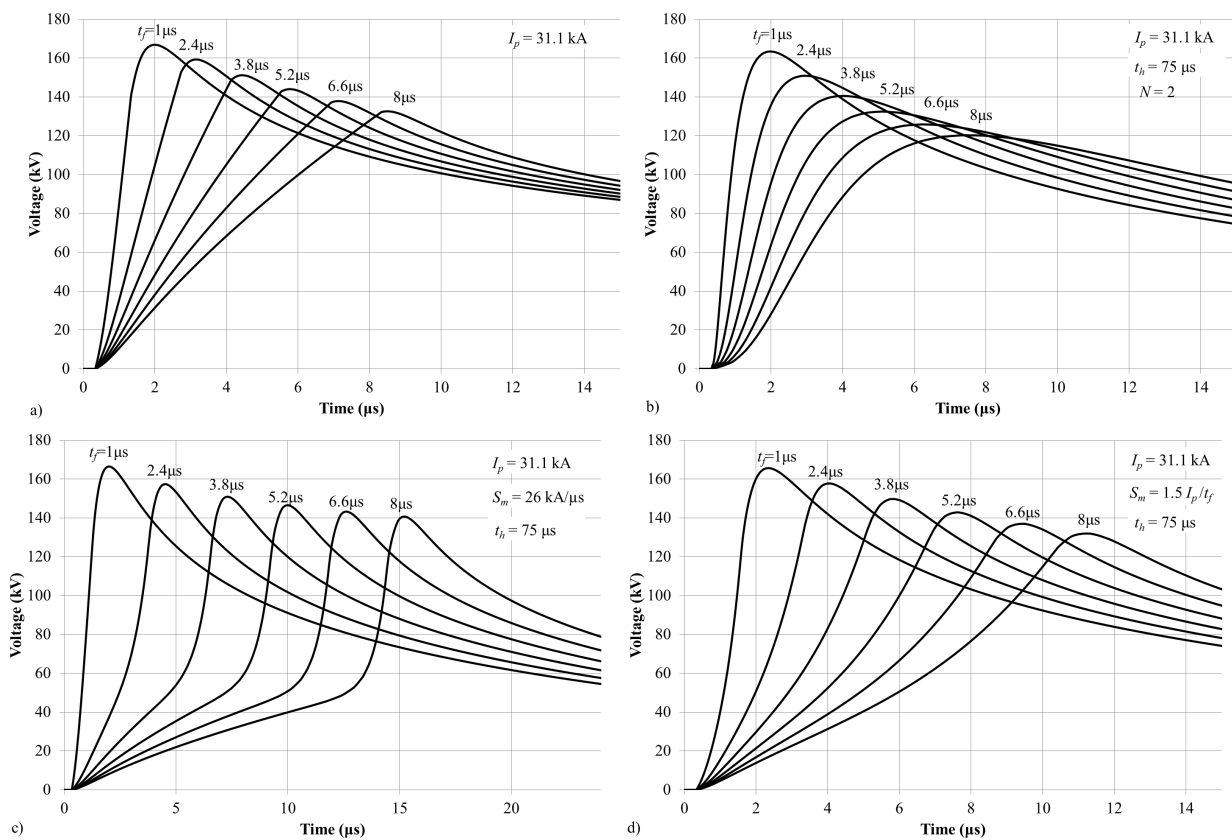 180
160
140
120
100
80
60
40
20
0
Voltage (kV)
t_f=1μs
2.4μs
3.8μs
5.2μs
6.6μs
8μs
I_p = 31.1 kA
0 2 4 6 8 10 12 14
Time (μs)
a)
180
160
140
120
100
80
60
40
20
0
Voltage (kV)
t_f=1μs
2.4μs
3.8μs
5.2μs
6.6μs
8μs
I_p = 31.1 kA
t_h = 75 μs
N = 2
0 2 4 6 8 10 12 14
Time (μs)
b)
180
160
140
120
100
80
60
40
20
0
Voltage (kV)
t_f=1μs
2.4μs
3.8μs
5.2μs
6.6μs
8μs
I_p = 31.1 kA
S_m = 26 kA/μs
t_h = 75 μs
0 5 10 15 20
Time (μs)
c)
180
160
140
120
100
80
60
40
20
0
Voltage (kV)
t_f=1μs
2.4μs
3.8μs
5.2μs
6.6μs
8μs
I_p = 31.1 kA
S_m = 1.5 I_p/t_f
t_h = 75 μs
0 2 4 6 8 10 12 14
Time (μs)
d)